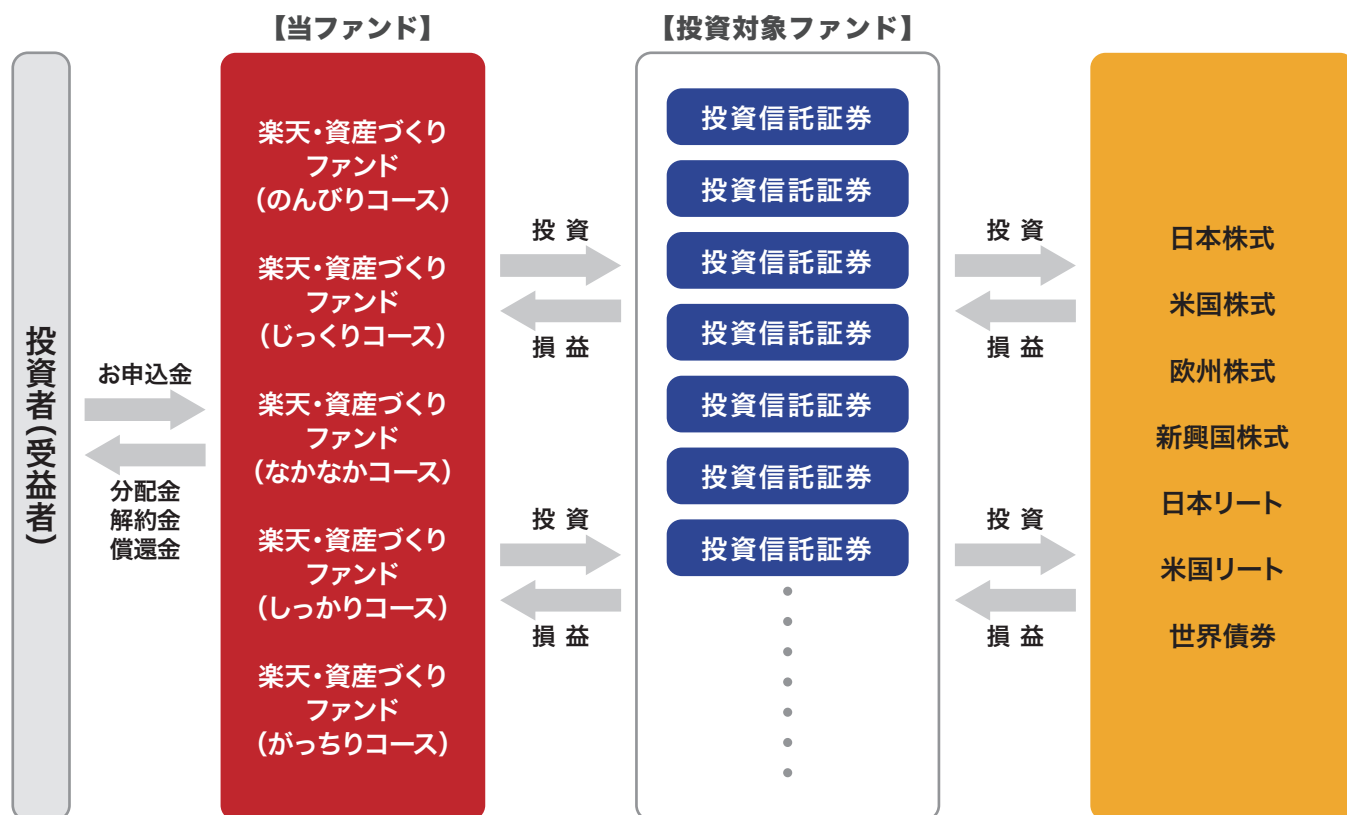 【当ファンド】
【投資対象ファンド】
投資者(受益者)
お申込金
分配金
解約金
償還金
楽天・資産づくり
ファンド
(のんびりコース)
楽天・資産づくり
ファンド
(じっくりコース)
楽天・資産づくり
ファンド
(なかなかコース)
楽天・資産づくり
ファンド
(しっかりコース)
楽天・資産づくり
ファンド
(がっちりコース)
投資
損益
投資
損益
投資信託証券
投資信託証券
投資信託証券
投資信託証券
投資信託証券
投資信託証券
投資信託証券
投資
損益
投資
損益
日本株式
米国株式
欧州株式
新興国株式
日本リート
米国リート
世界債券